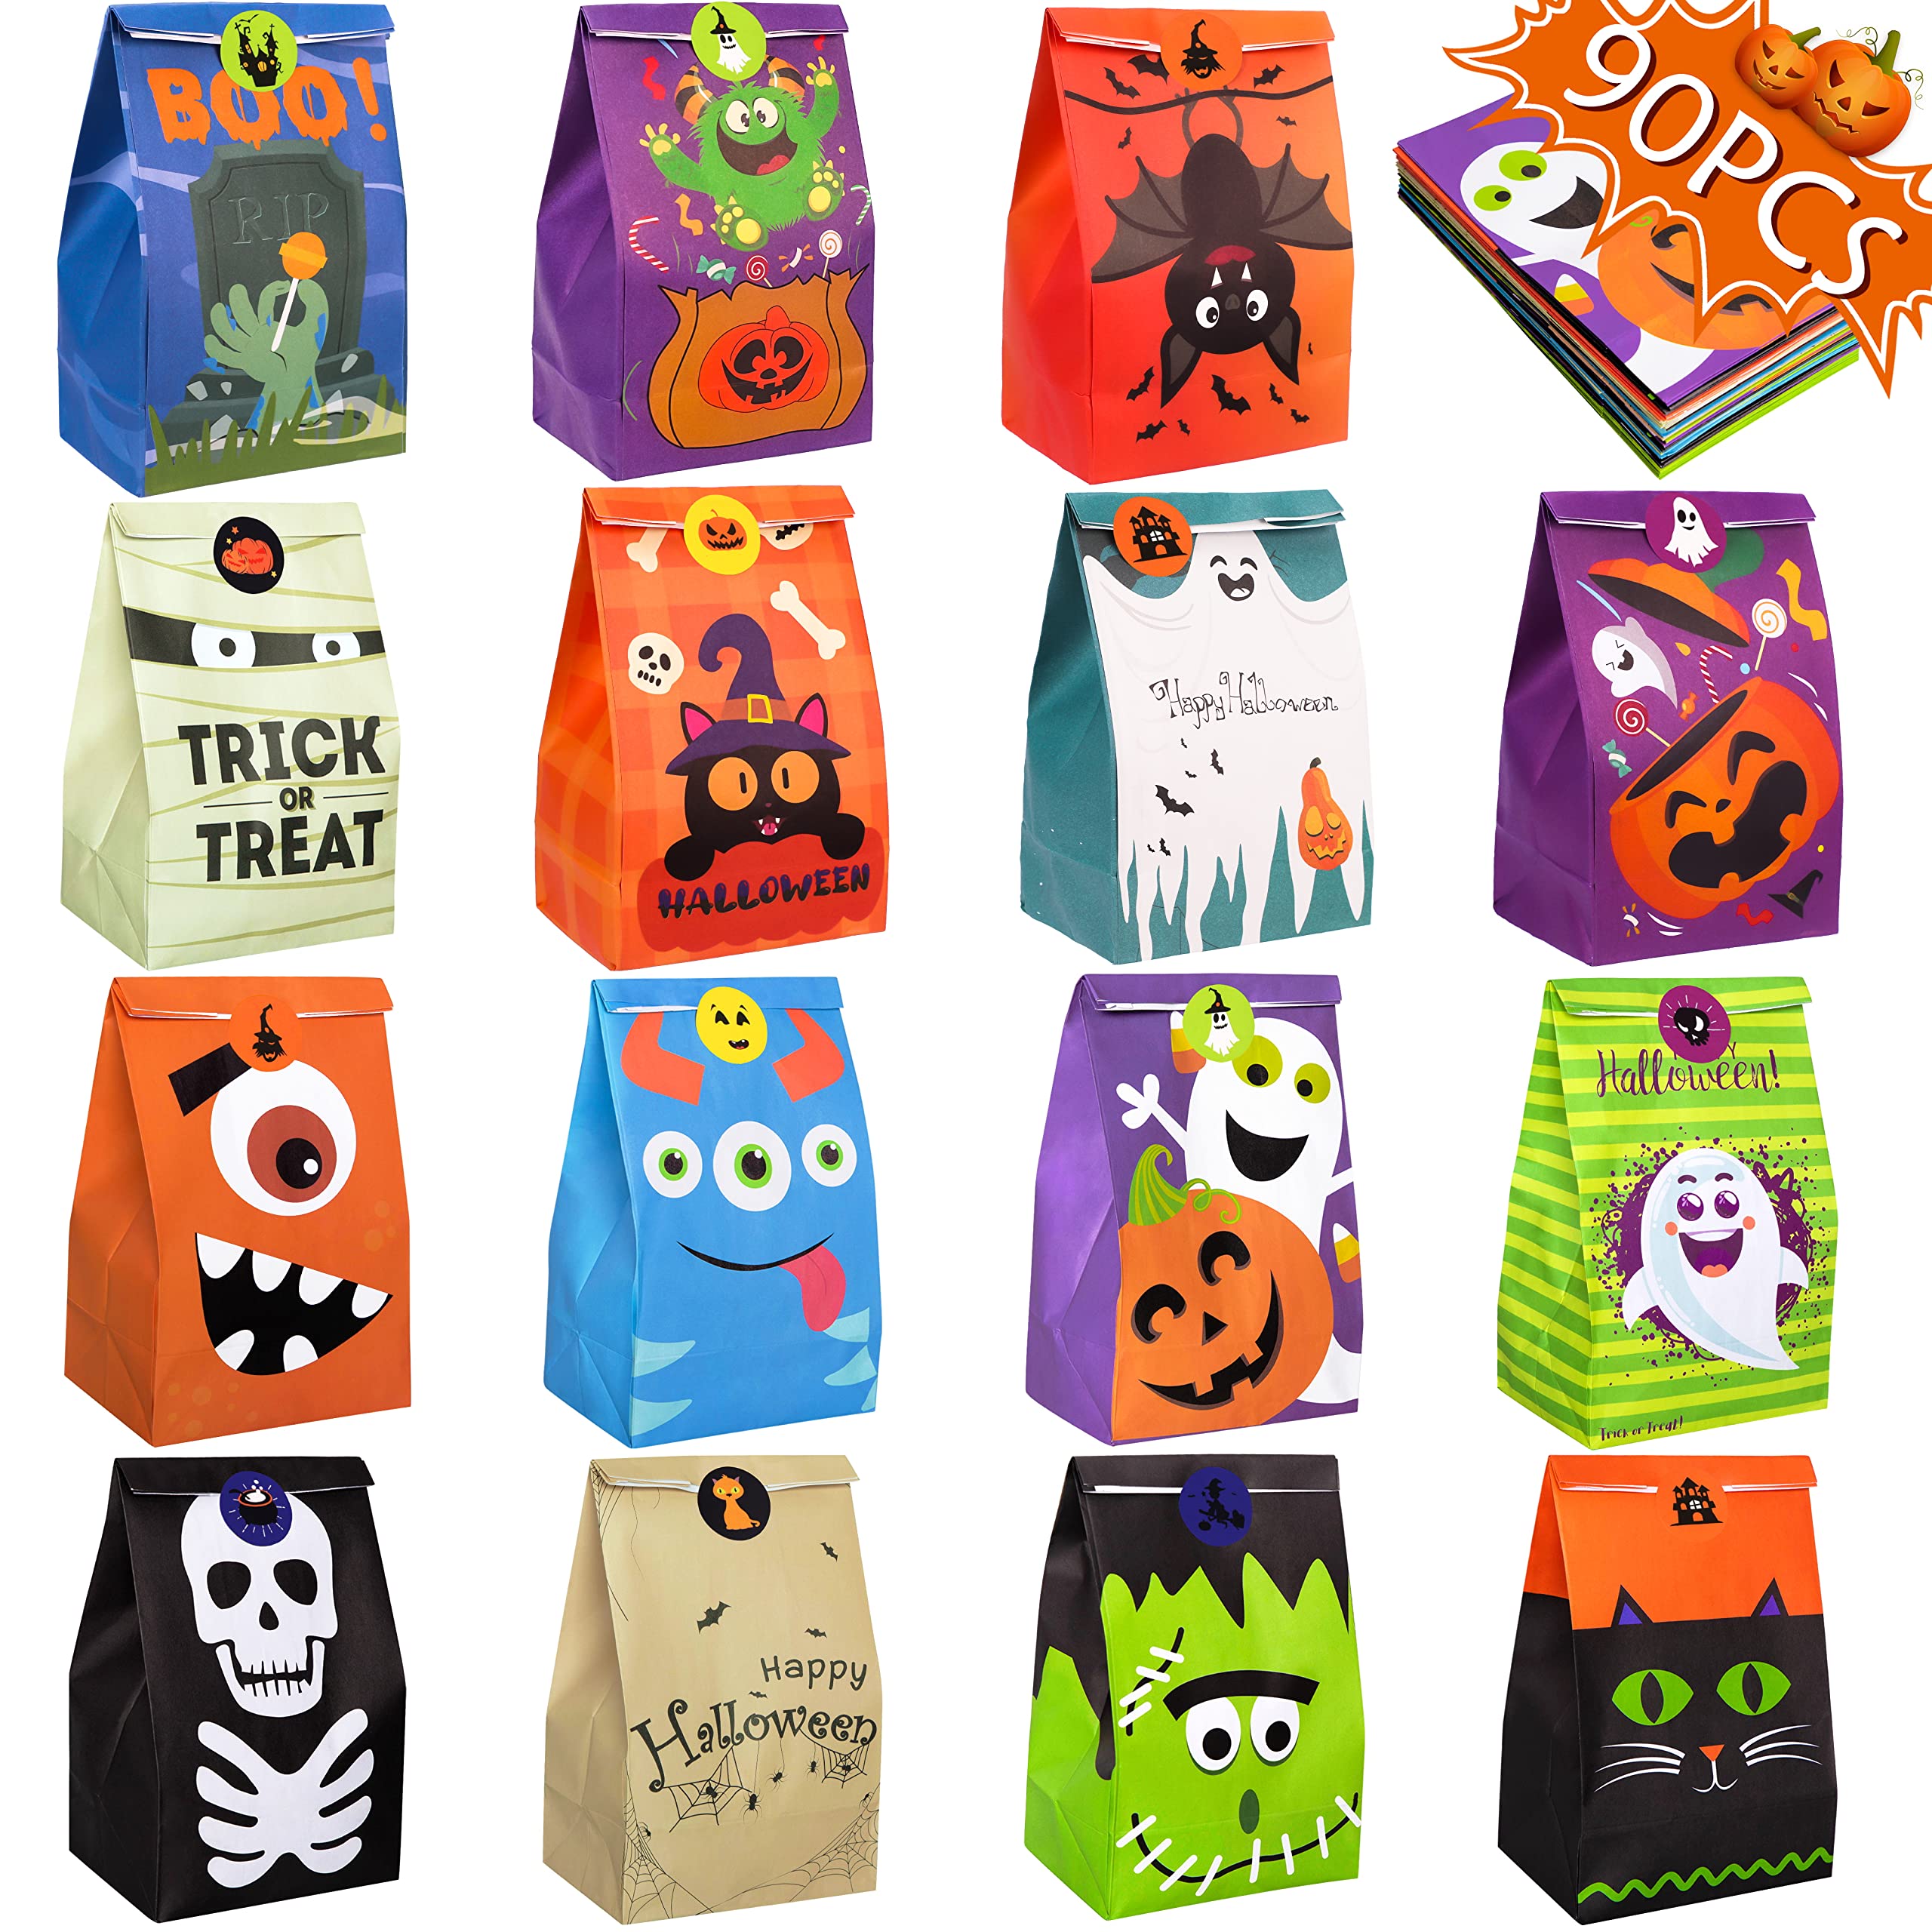 BOO!
RIP
90PCS
TRICK
OR
TREAT
HALLOWEEN
Happy Halloween
Halloween!
Trick or Treat!
Happy
Halloween